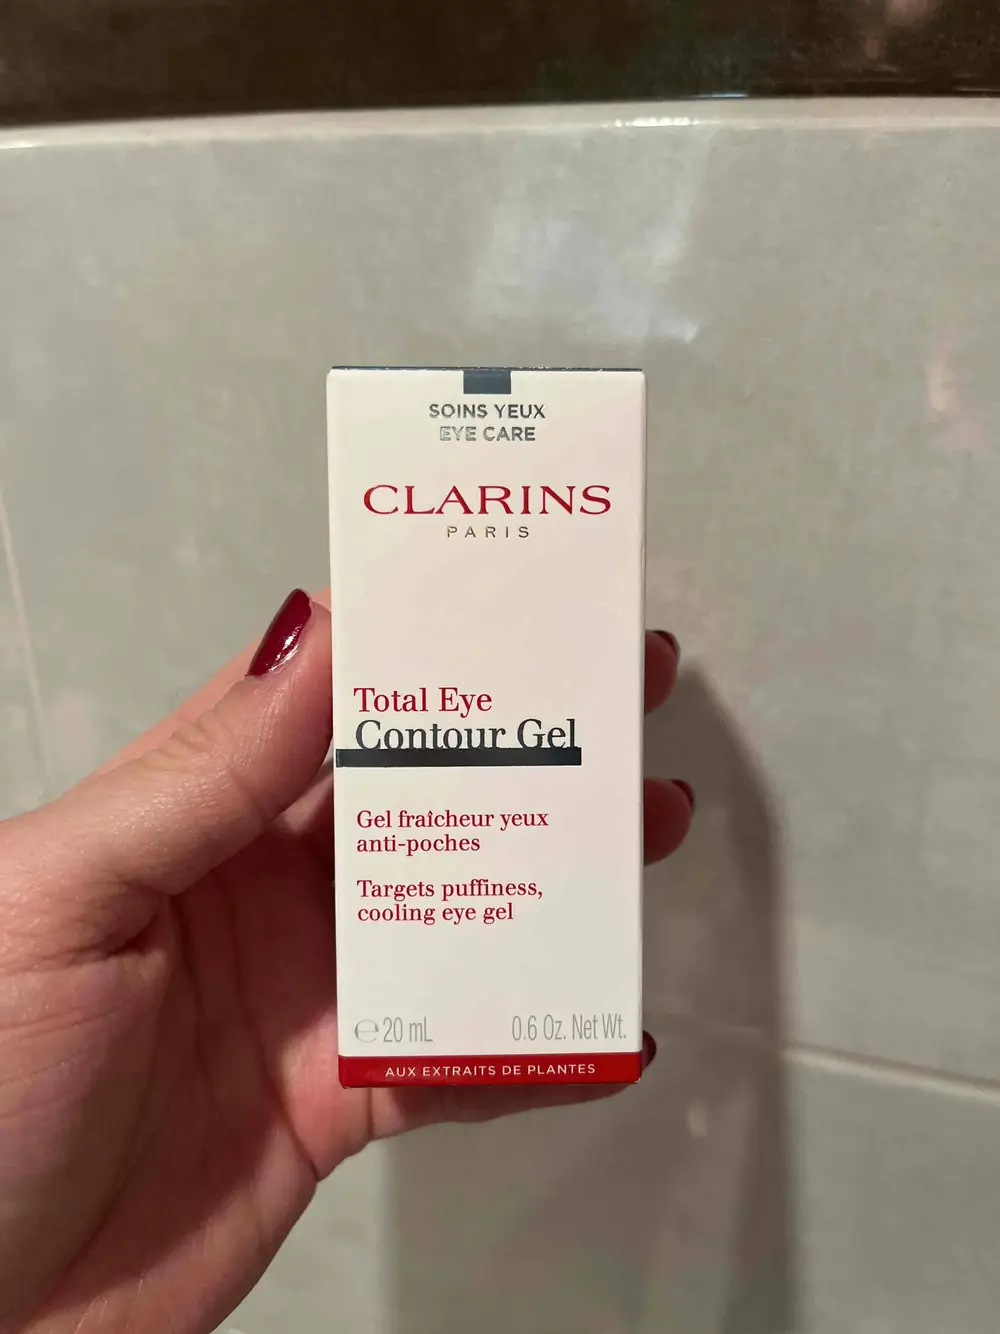 SOINS YEUX
EYE CARE
CLARINS
PARIS
Total Eye
Contour Gel
Gel fraîcheur yeux
anti-poches
Targets puffiness,
cooling eye gel
℮ 20 mL 0.6 Oz. Net Wt.
AUX EXTRAITS DE PLANTES